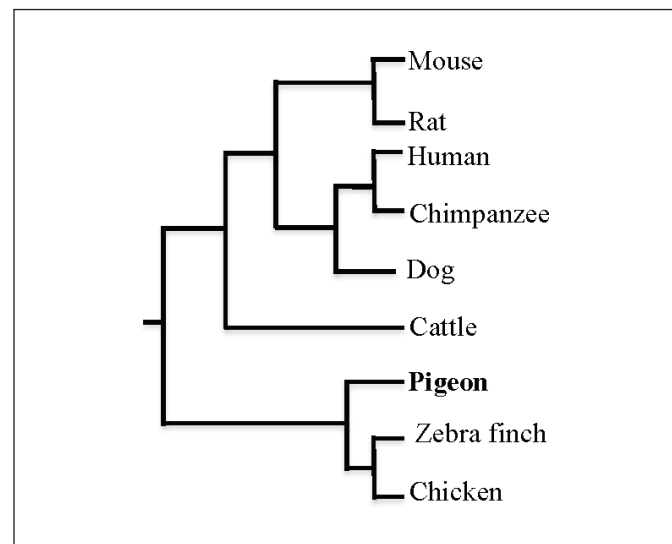 Mouse
Rat
Human
Chimpanzee
Dog
Cattle
Pigeon
Zebra finch
Chicken